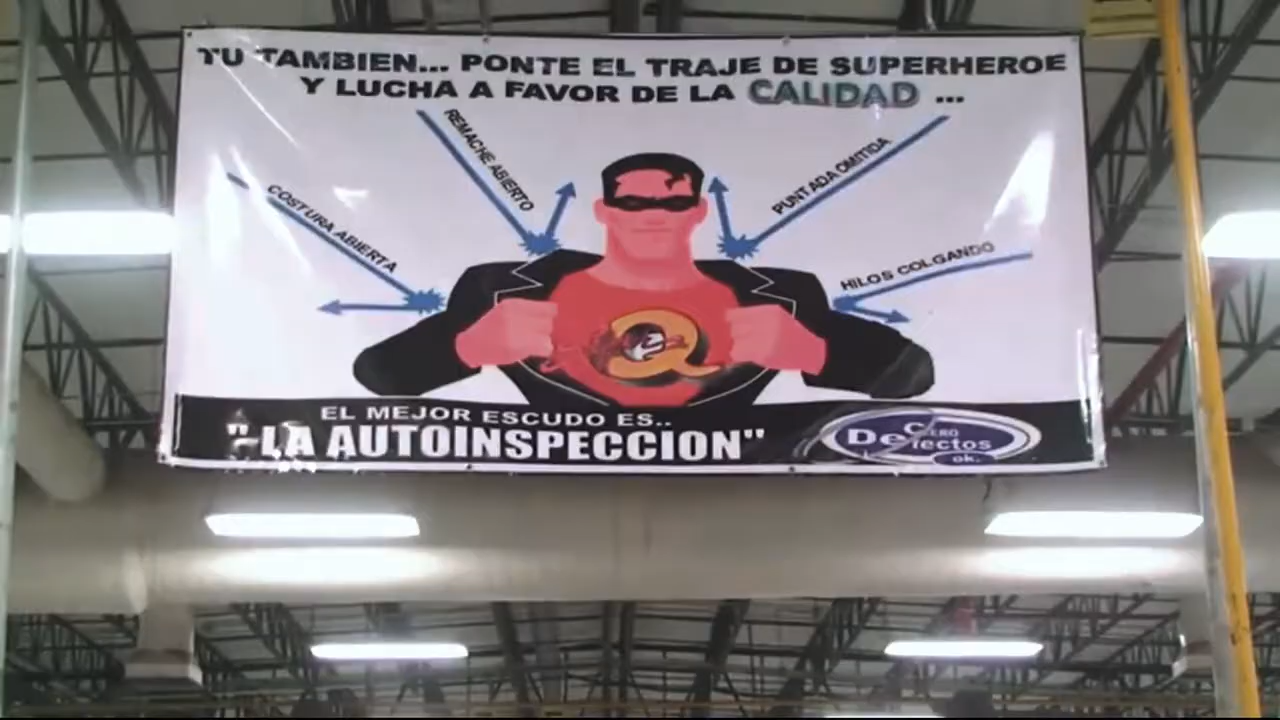 TU TAMBIEN... PONTE EL TRAJE DE SUPERHEROE
Y LUCHA A FAVOR DE LA CALIDAD ...
REMACHE ABIERTO
PUNTADA OMITIDA
COSTURA ABIERTA
HILOS COLGANDO
Q
EL MEJOR ESCUDO ES..
"LA AUTOINSPECCION"
CERO
Defectos
ok.